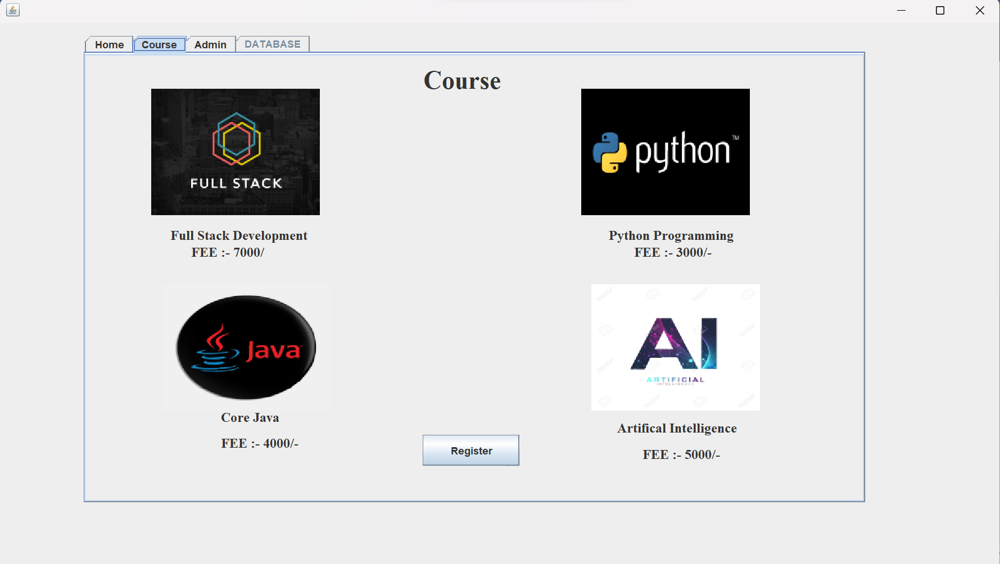 Home
Course
Admin
DATABASE
Course
FULL STACK
python™
Full Stack Development
FEE :- 7000/
Python Programming
FEE :- 3000/-
Java
AI
ARTIFICIAL
INTELLIGENCE
Core Java
FEE :- 4000/-
Artifical Intelligence
FEE :- 5000/-
Register